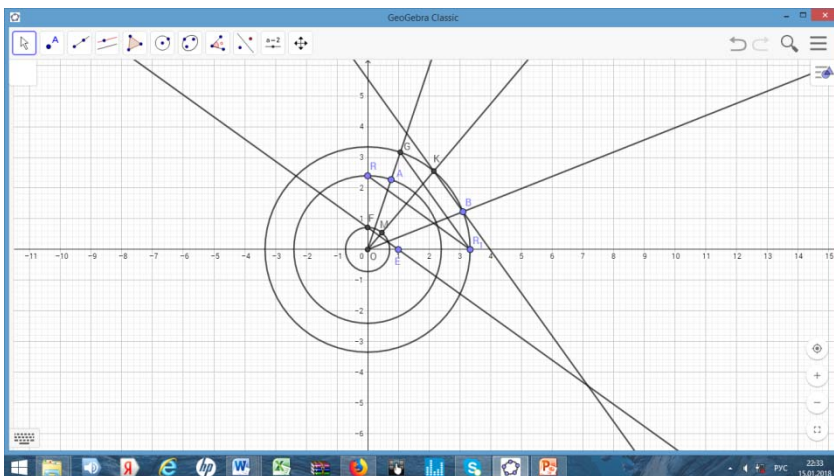 GeoGebra Classic
a=2
5
4
G
K
3
R
A
2
B
F
M
1
R₁
−11 −10 −9 −8 −7 −6 −5 −4 −3 −2 −1 0 O 1 2 3 4 5 6 7 8 9 10 11 12 13 14 15
E
−1
−2
−3
−4
−5
−6
Я
hp
W
S
P
РУС
22:33
15.01.2018